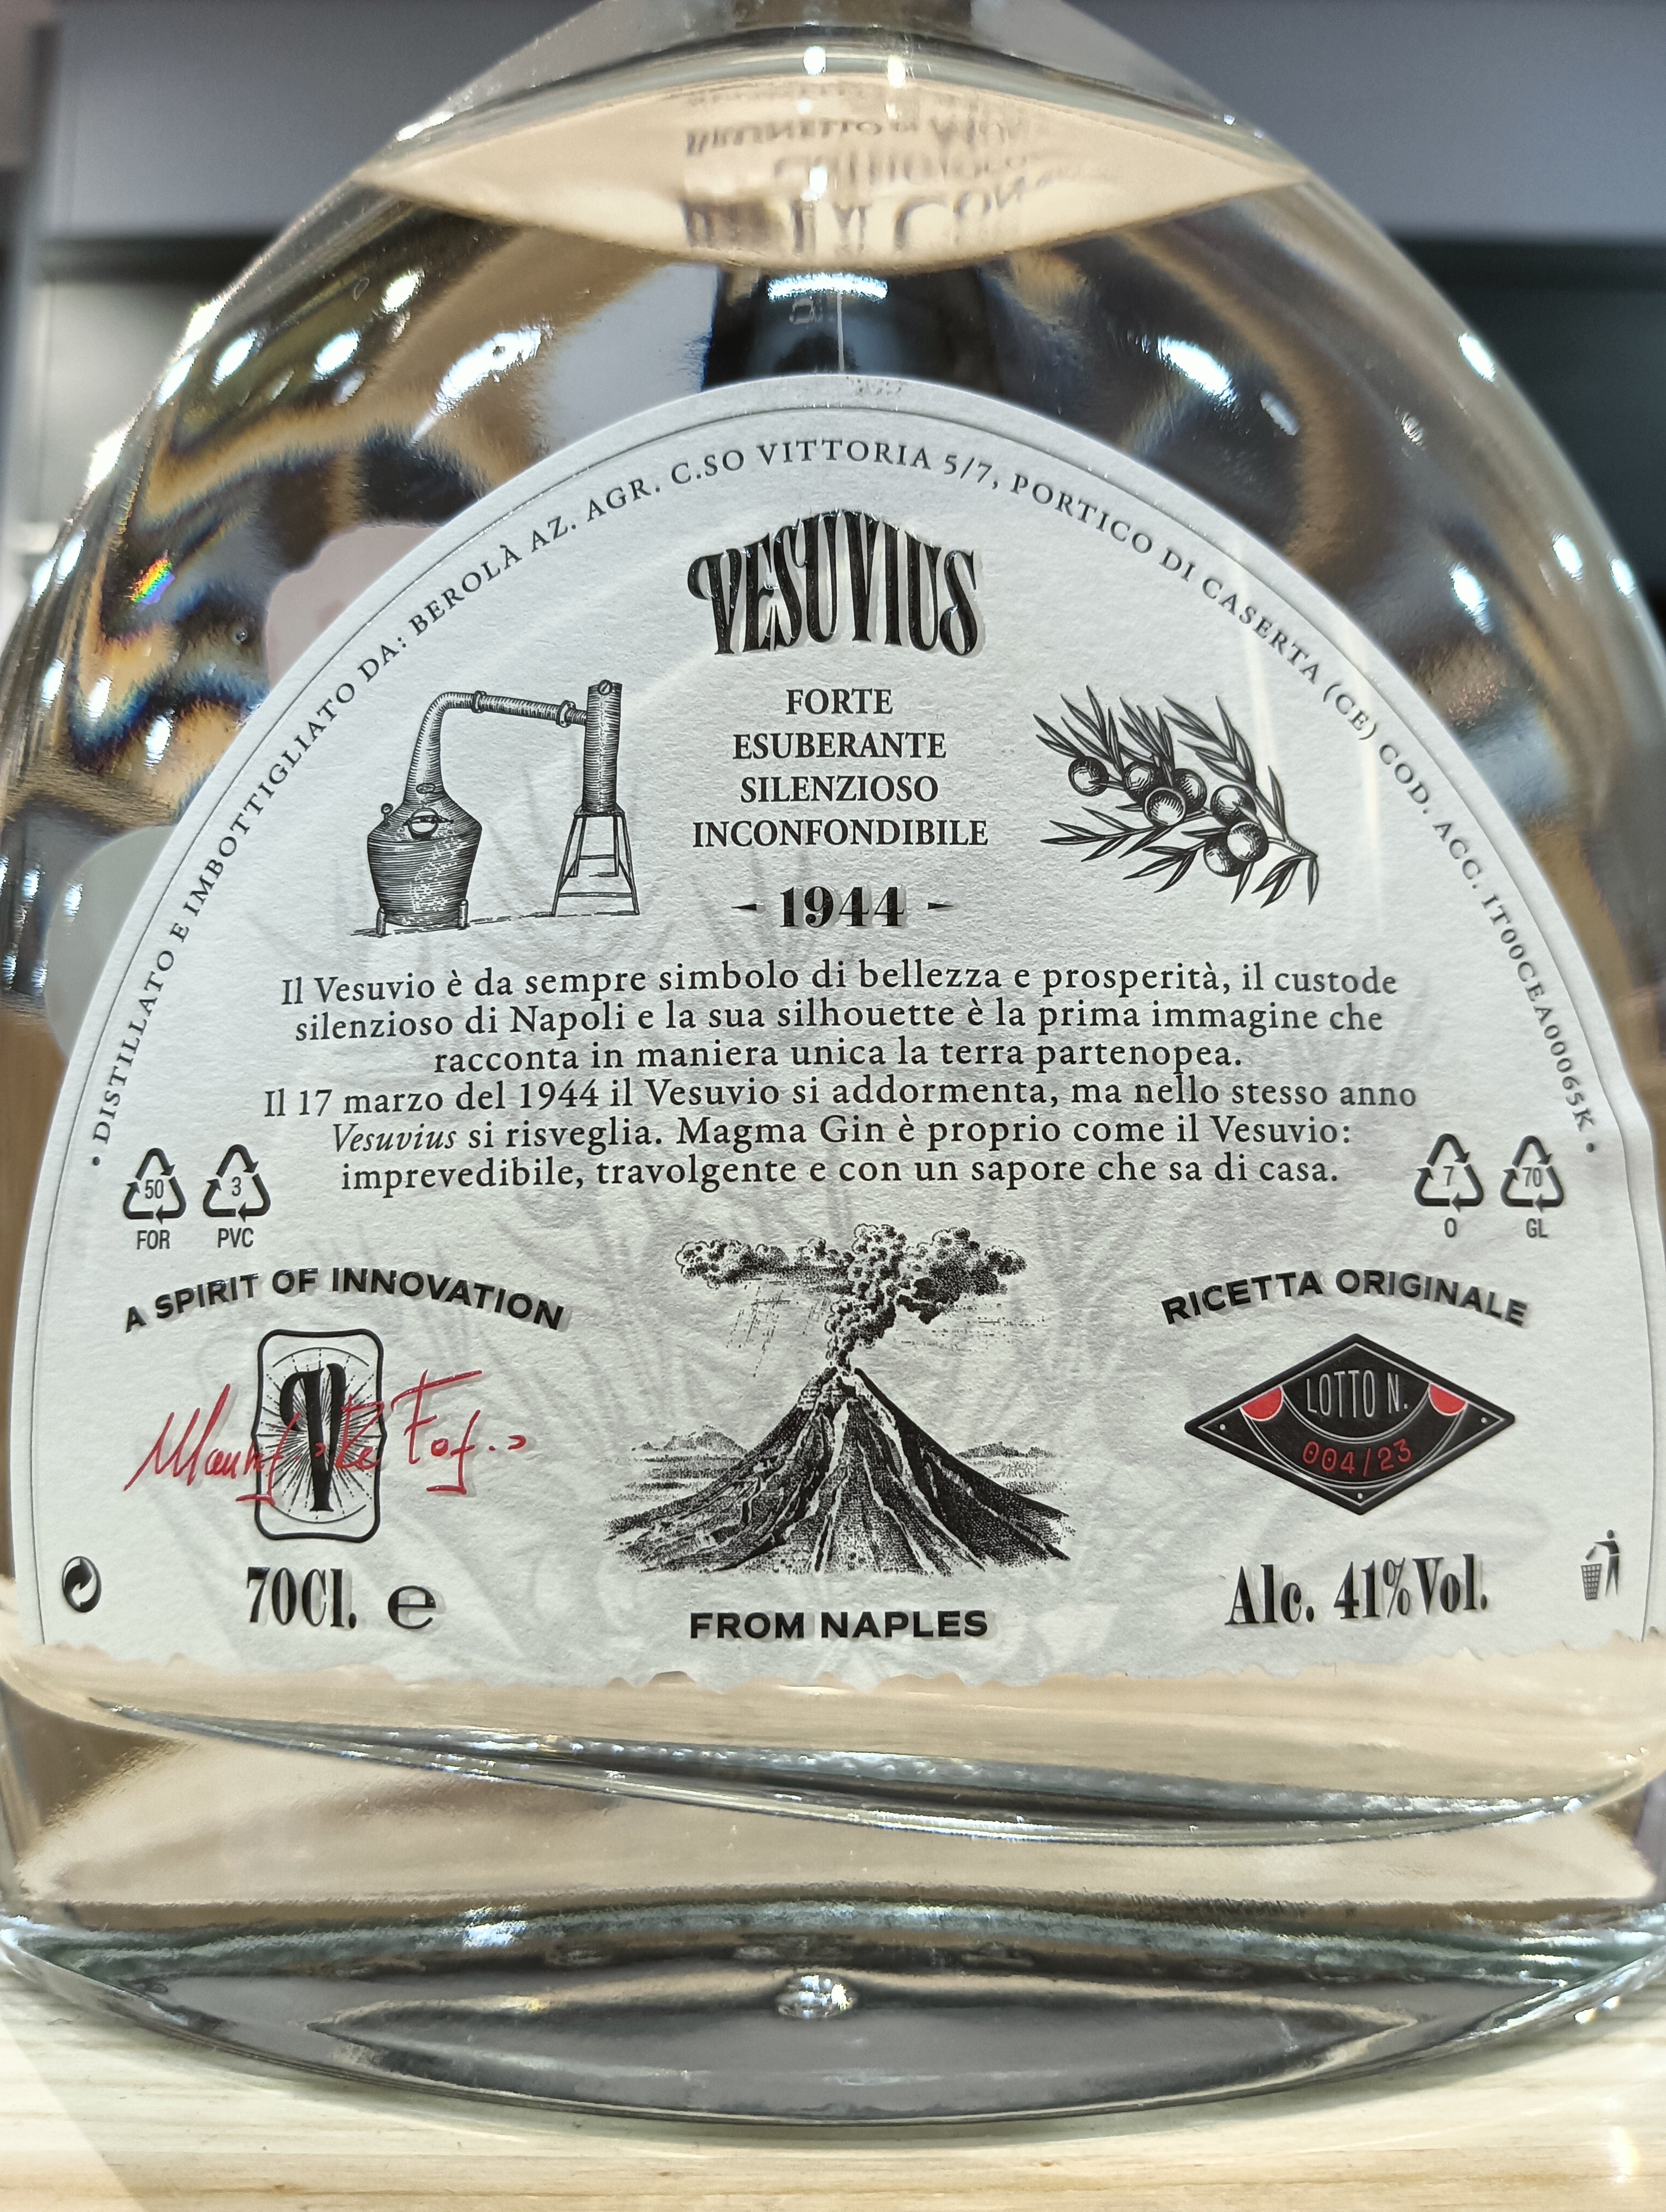 DISTILLATO E IMBOTTIGLIATO DA: BEROLÀ AZ. AGR. C.SO VITTORIA 5/7, PORTICO DI CASERTA (CE) COD. ACC. IT00CEA00065K
VESUVIUS
FORTE
ESUBERANTE
SILENZIOSO
INCONFONDIBILE
1944
Il Vesuvio è da sempre simbolo di bellezza e prosperità, il custode
silenzioso di Napoli e la sua silhouette è la prima immagine che
racconta in maniera unica la terra partenopea.
Il 17 marzo del 1944 il Vesuvio si addormenta, ma nello stesso anno
Vesuvius si risveglia. Magma Gin è proprio come il Vesuvio:
imprevedibile, travolgente e con un sapore che sa di casa.
50 3 7 70
FOR PVC O GL
A SPIRIT OF INNOVATION
RICETTA ORIGINALE
V
LOTTO N.
004/23
70Cl. e
FROM NAPLES
Alc. 41% Vol.